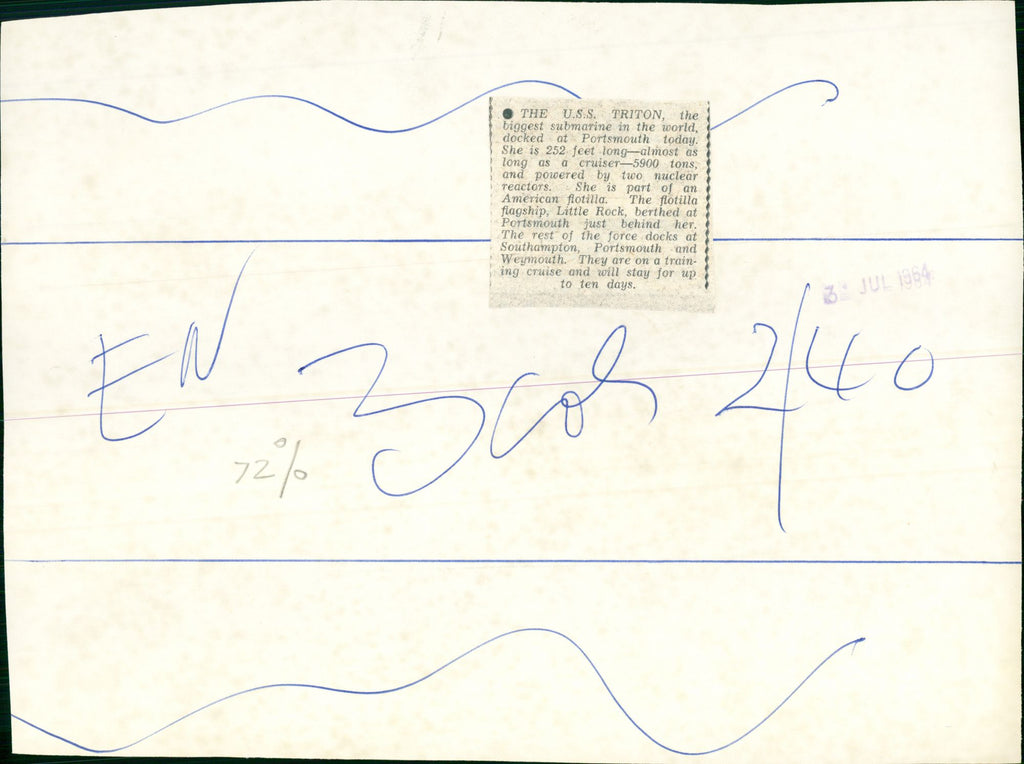 ● THE U.S.S. TRITON, the
biggest submarine in the world,
docked at Portsmouth today.
She is 252 feet long—almost as
long as a cruiser—5900 tons,
and powered by two nuclear
reactors. She is part of an
American flotilla. The flotilla
flagship, Little Rock, berthed at
Portsmouth just behind her.
The rest of the force docks at
Southampton, Portsmouth and
Weymouth. They are on a train-
ing cruise and will stay for up
to ten days.
JUL 1964
EN 3 cols 2/40
72%